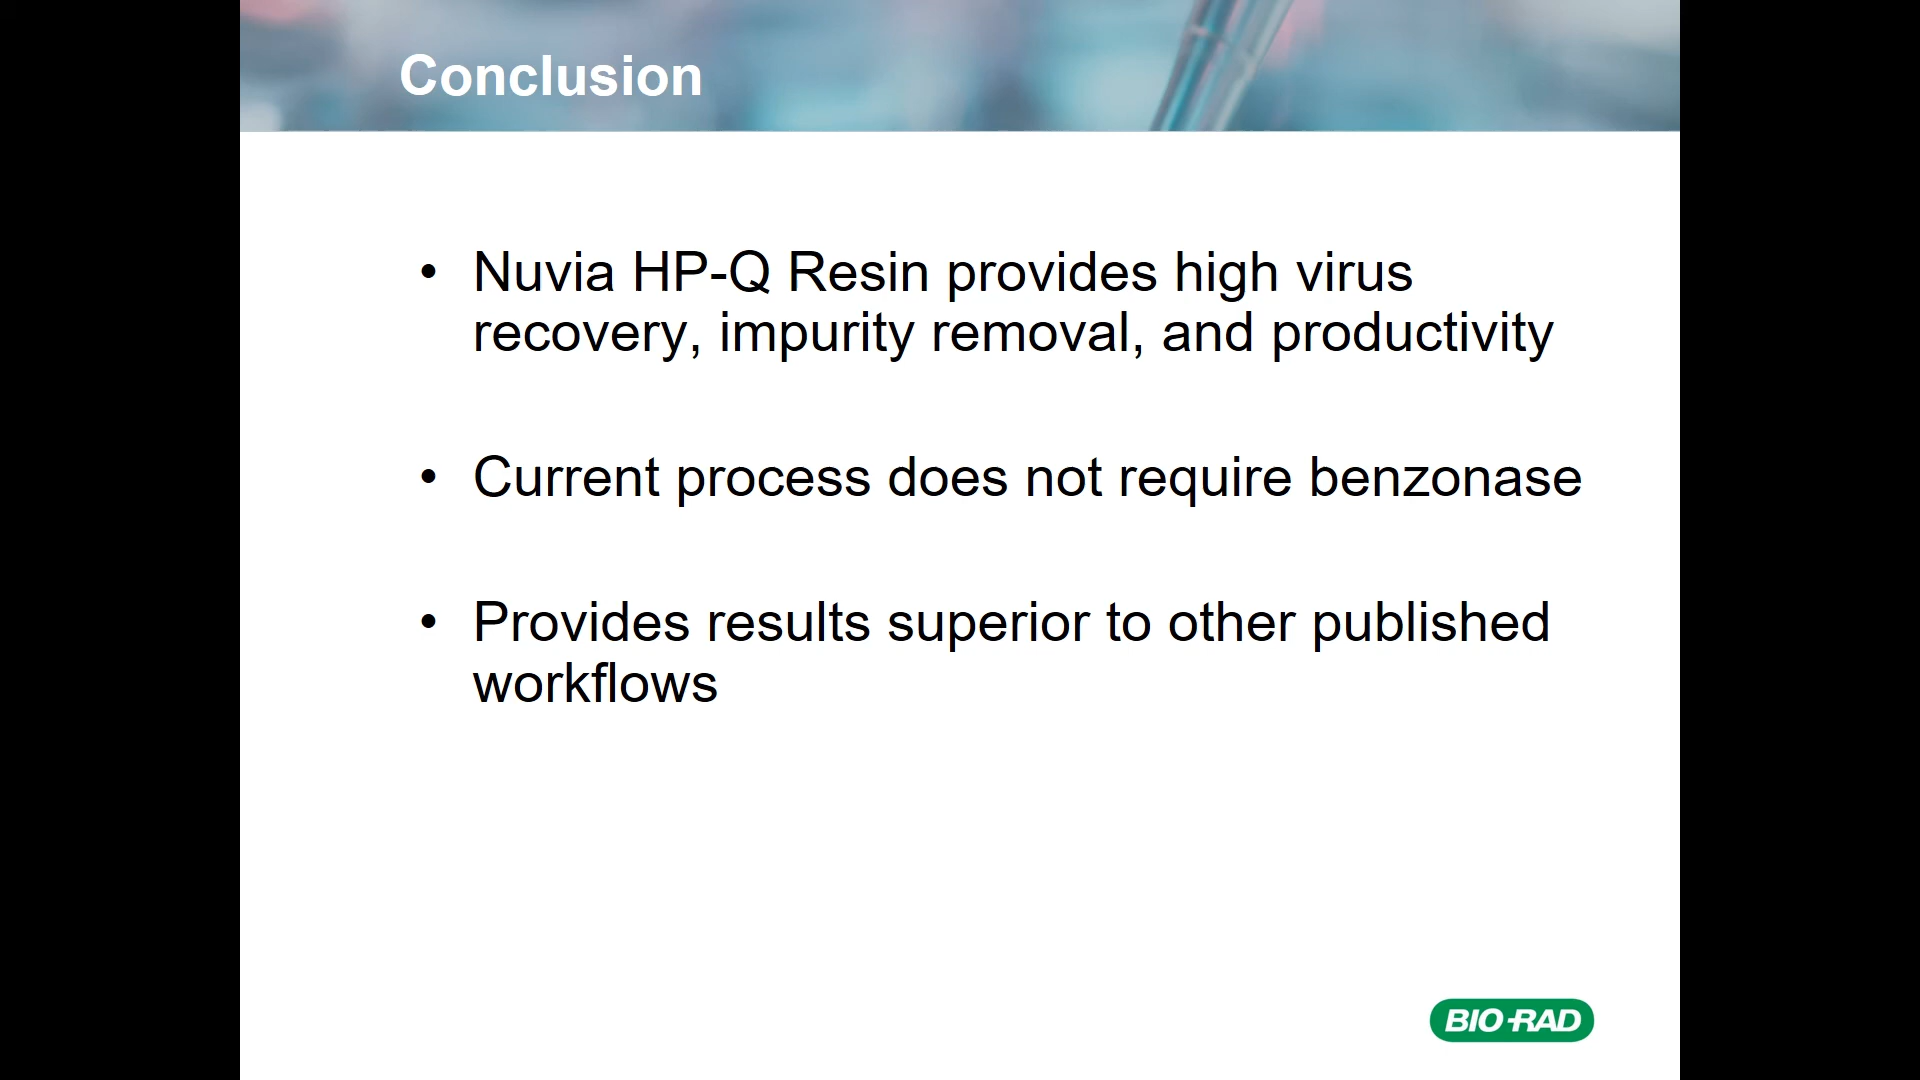 Conclusion
• Nuvia HP-Q Resin provides high virus
recovery, impurity removal, and productivity
• Current process does not require benzonase
• Provides results superior to other published
workflows
BIO-RAD